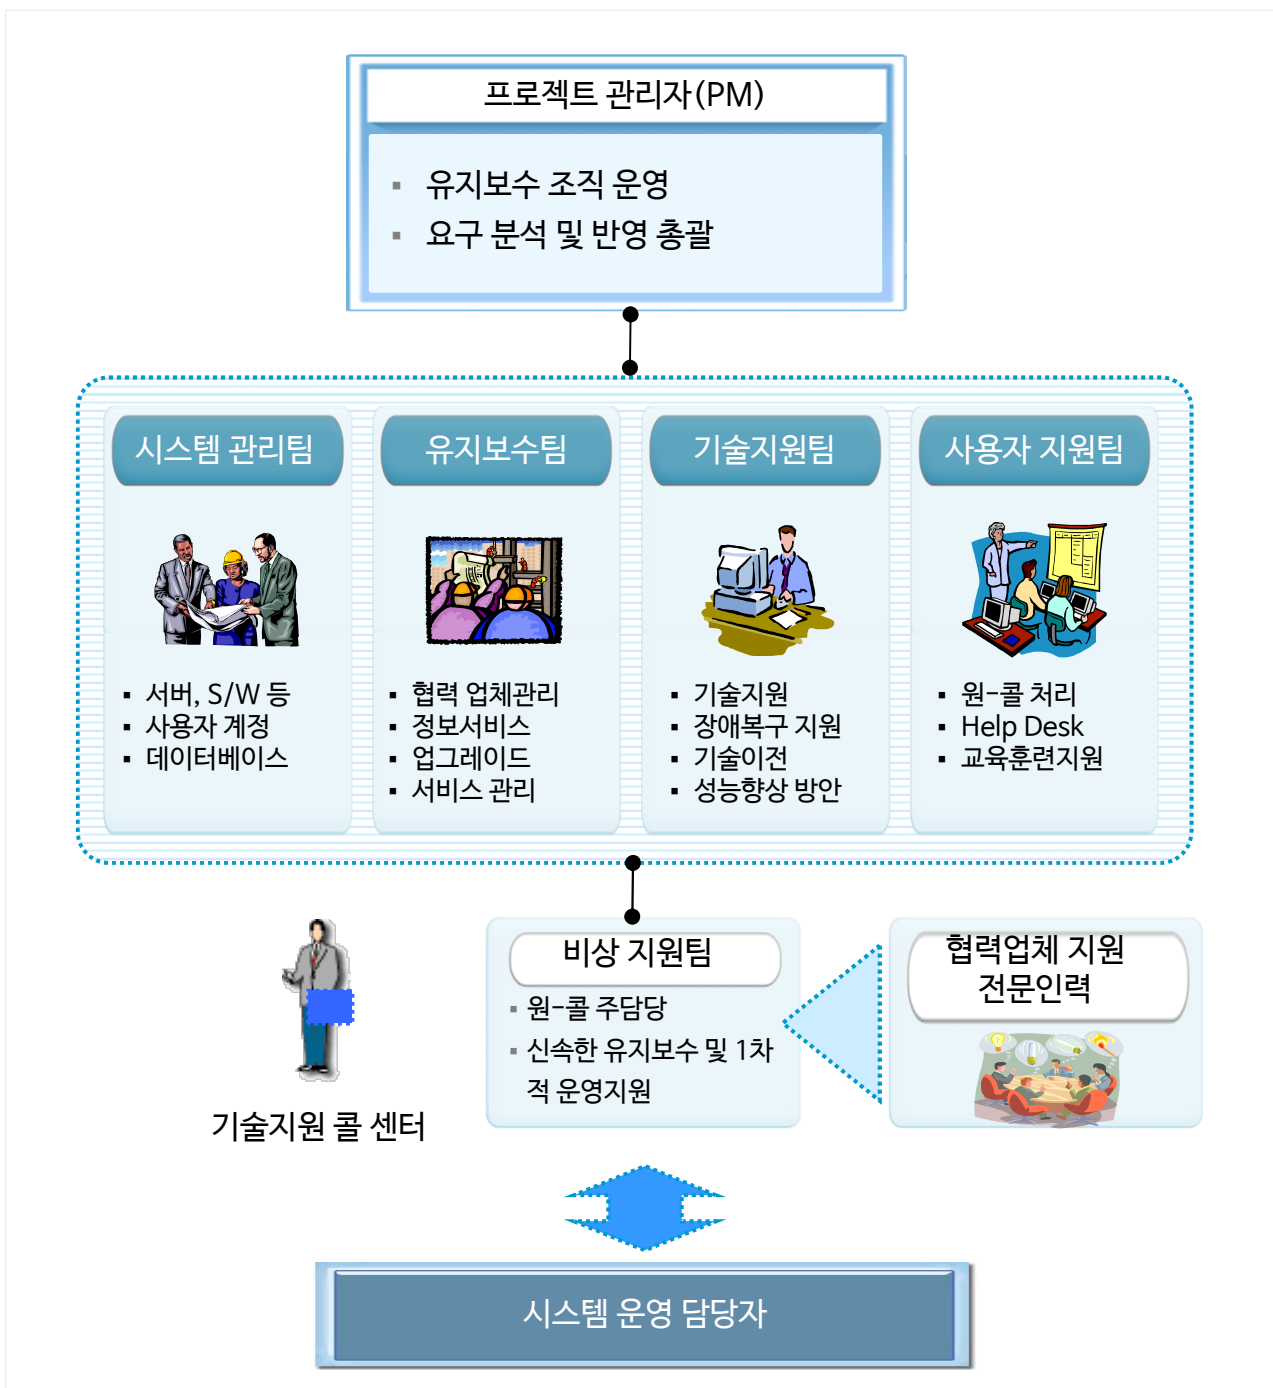 프로젝트 관리자(PM)
▪ 유지보수 조직 운영
▪ 요구 분석 및 반영 총괄
시스템 관리팀
▪ 서버, S/W 등
▪ 사용자 계정
▪ 데이터베이스
유지보수팀
▪ 협력 업체관리
▪ 정보서비스
▪ 업그레이드
▪ 서비스 관리
기술지원팀
▪ 기술지원
▪ 장애복구 지원
▪ 기술이전
▪ 성능향상 방안
사용자 지원팀
▪ 원-콜 처리
▪ Help Desk
▪ 교육훈련지원
기술지원 콜 센터
비상 지원팀
▪ 원-콜 주담당
▪ 신속한 유지보수 및 1차
적 운영지원
협력업체 지원
전문인력
시스템 운영 담당자